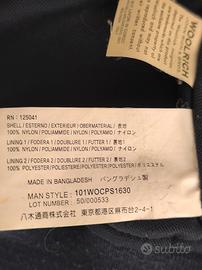 WOOLRICH
RN : 125041
SHELL / ESTERNO / EXTERIEUR / OBERMATERIAL / 表地
100% NYLON / POLIAMMIDE / NYLON / POLYAMID / ナイロン
LINING 1 / FODERA 1 / DOUBLURE 1 / FUTTER 1 / 裏地1
100% NYLON / POLIAMMIDE / NYLON / POLYAMID / ナイロン
LINING 2 / FODERA 2 / DOUBLURE 2 / FUTTER 2 / 裏地2
100% POLYESTER / POLIESTERE / POLYESTER / POLYESTER / ポリエステル
MADE IN BANGLADESH バングラデシュ製
MAN STYLE : 101WOCPS1630
LOT NUMBER : 50/000533
八木通商株式会社
東京都港区麻布台2-4-1
subito